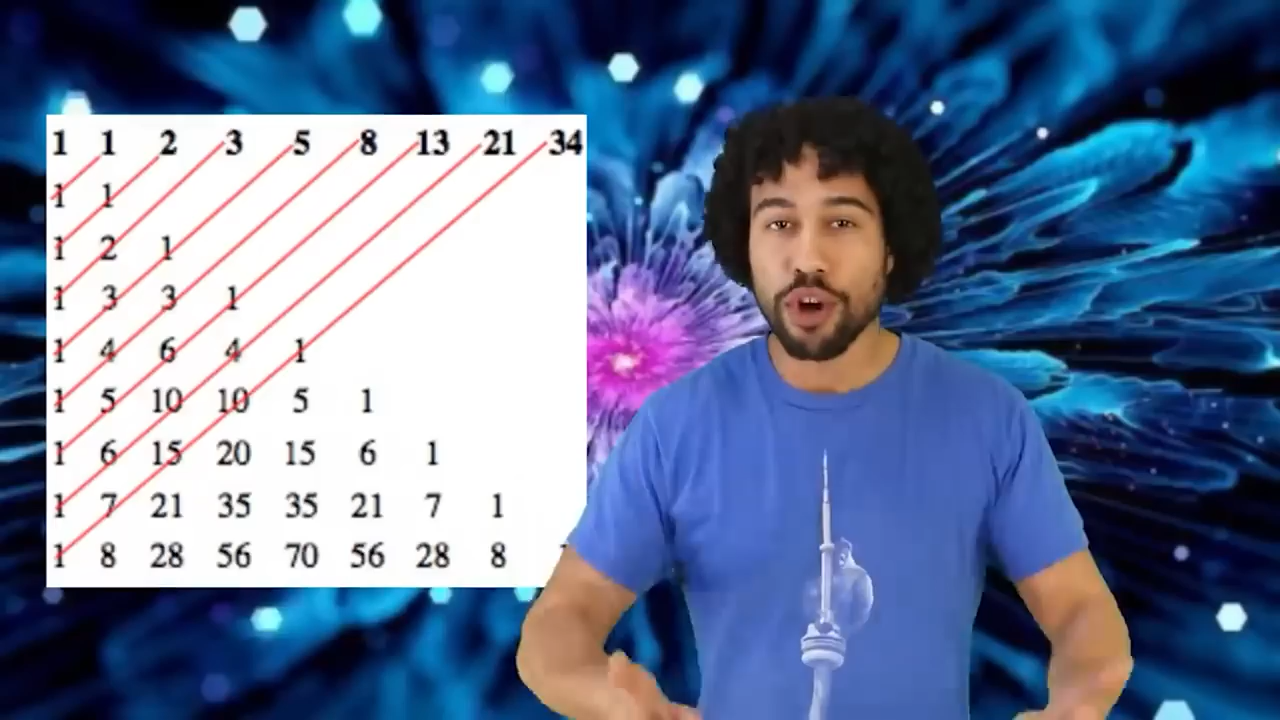 1 1 2 3 5 8 13 21 34
1 1
1 2 1
1 3 3 1
1 4 6 4 1
1 5 10 10 5 1
1 6 15 20 15 6 1
1 7 21 35 35 21 7 1
1 8 28 56 70 56 28 8